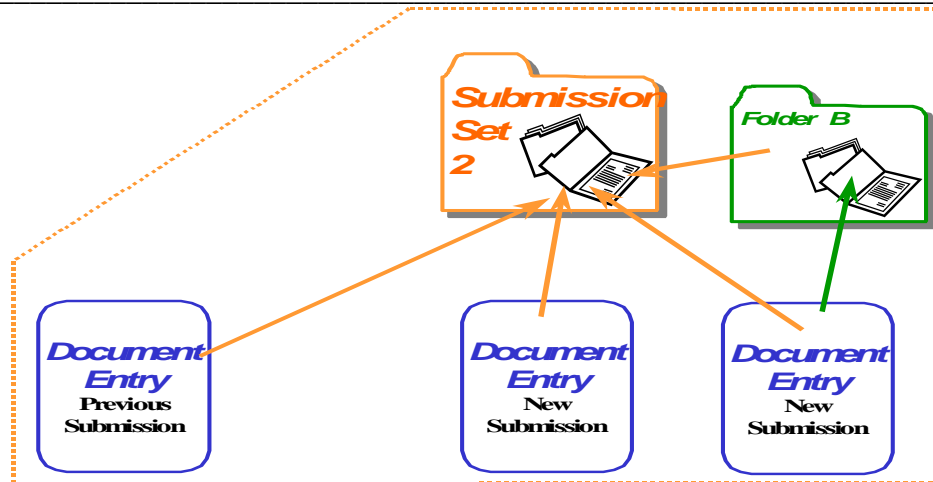 Submission
Set
2
Folder B
Document
Entry
Previous
Submission
Document
Entry
New
Submission
Document
Entry
New
Submission